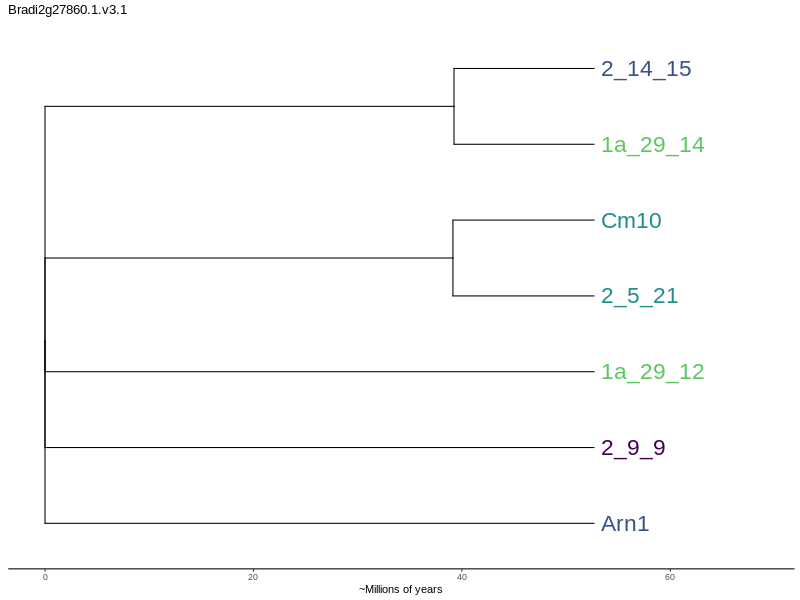 Bradi2g27860.1.v3.1
2_14_15
1a_29_14
Cm10
2_5_21
1a_29_12
2_9_9
Arn1
0 20 40 60
~Millions of years